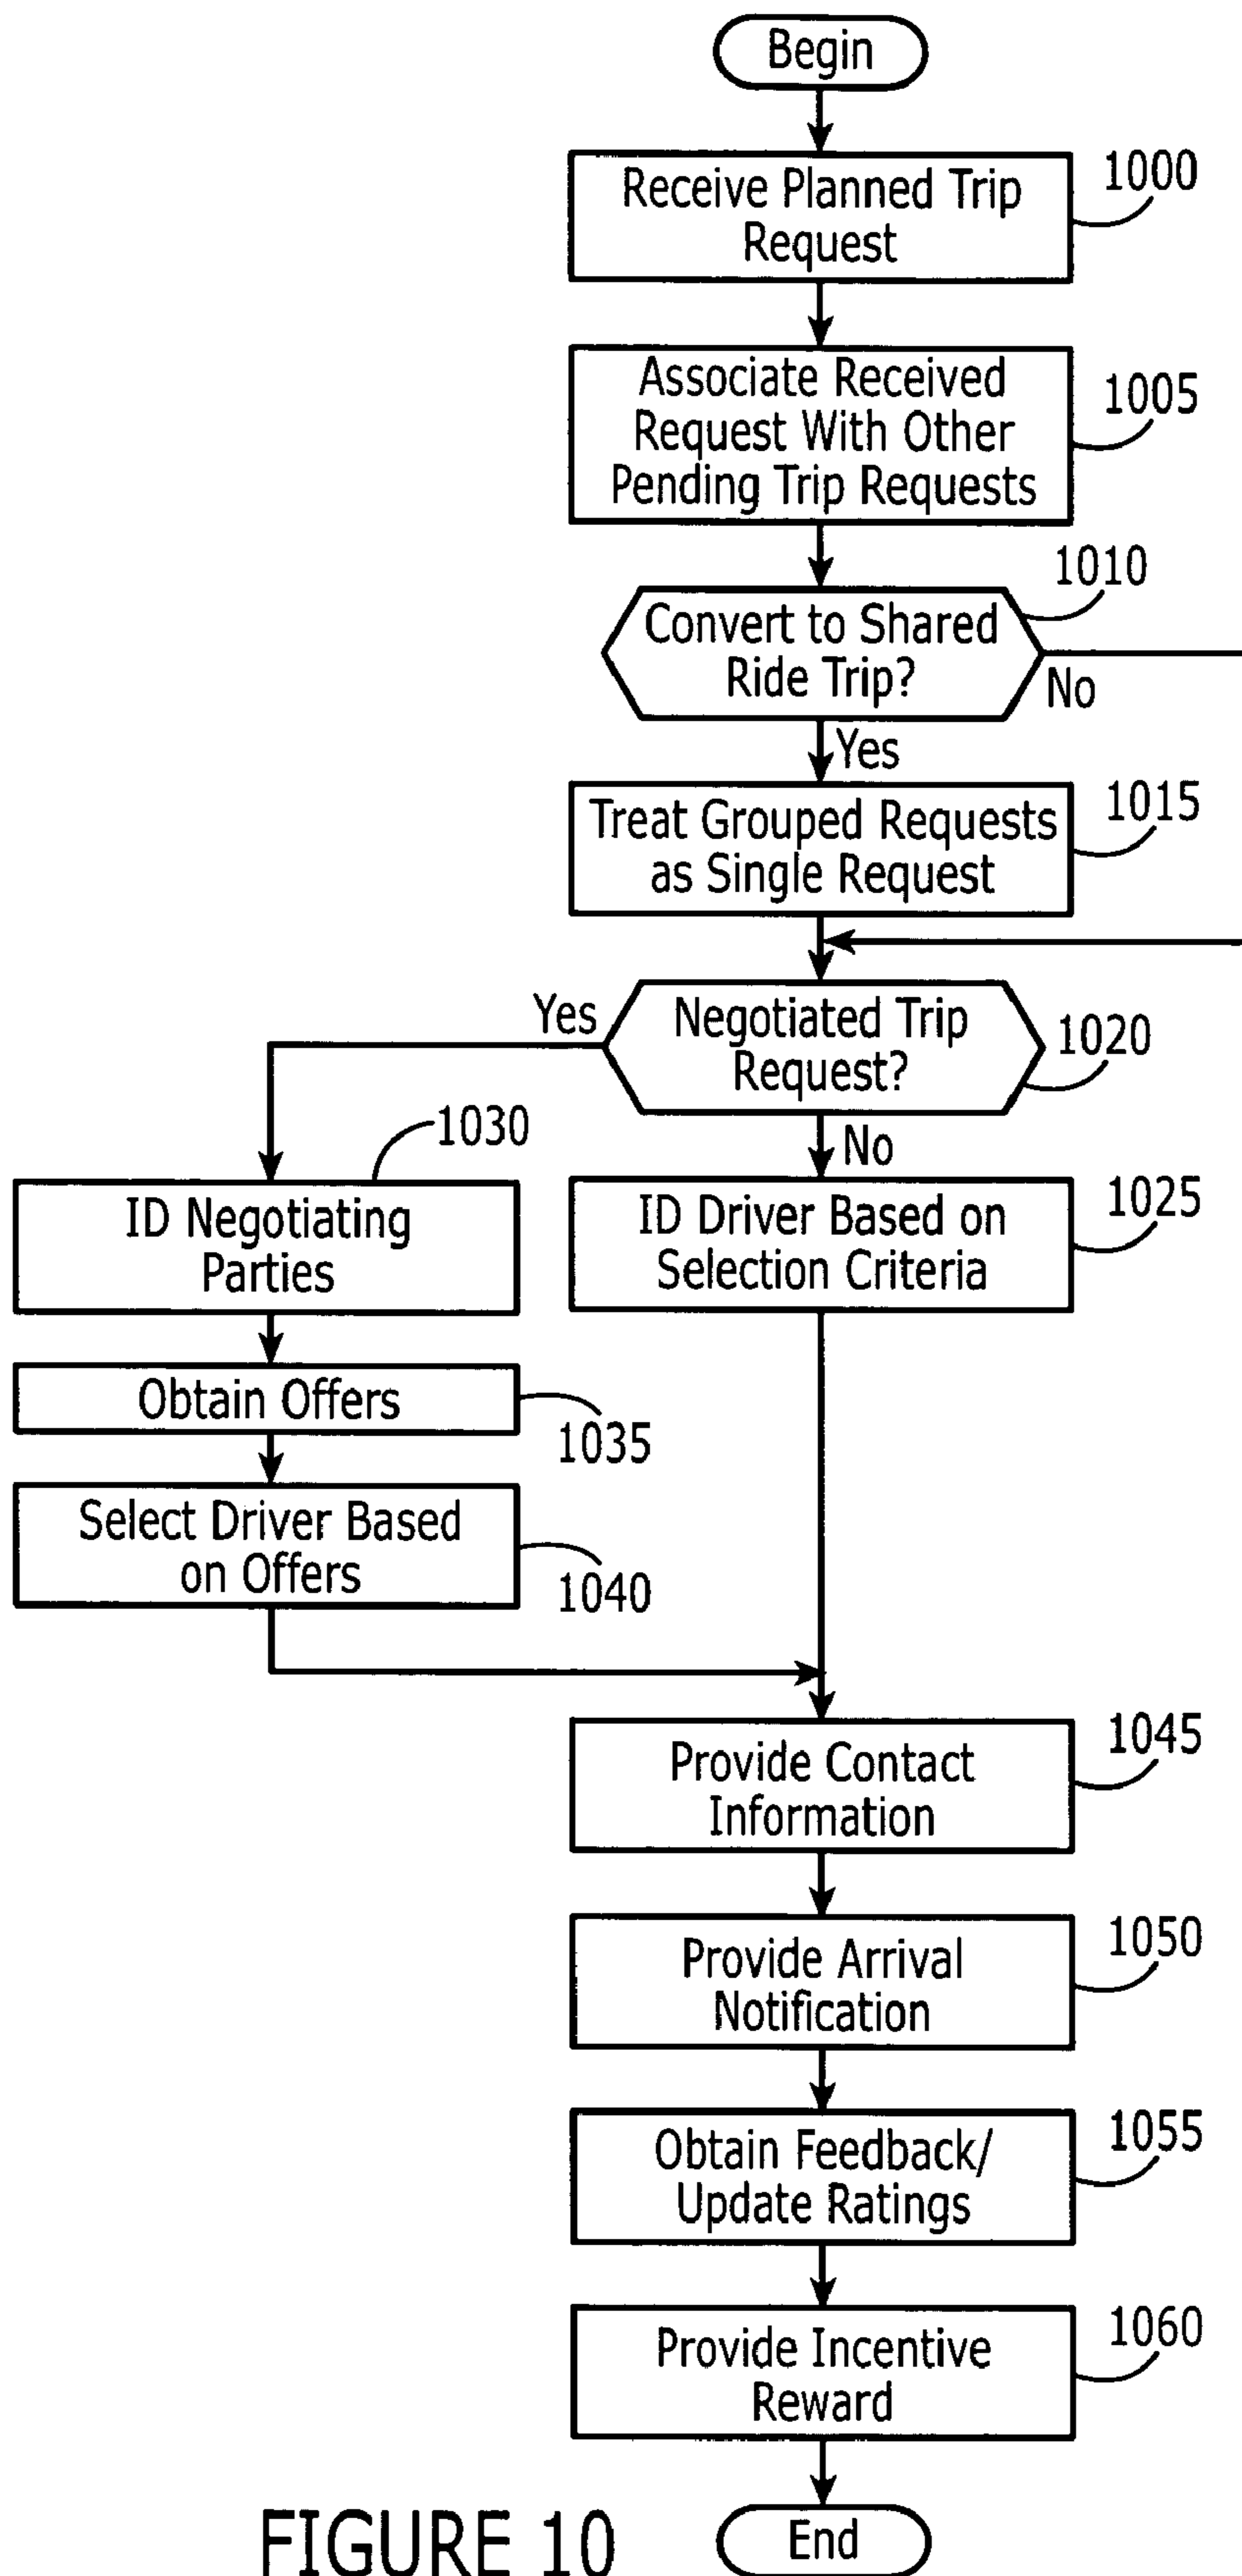 Begin
Receive Planned Trip
Request
1000
Associate Received
Request With Other
Pending Trip Requests
1005
1010
Convert to Shared
Ride Trip?
No
Yes
Treat Grouped Requests
as Single Request
1015
Negotiated Trip
Request?
Yes
1020
No
1030
ID Negotiating
Parties
ID Driver Based on
Selection Criteria
1025
Obtain Offers
1035
Select Driver Based
on Offers
1040
Provide Contact
Information
1045
Provide Arrival
Notification
1050
Obtain Feedback/
Update Ratings
1055
Provide Incentive
Reward
1060
End
FIGURE 10